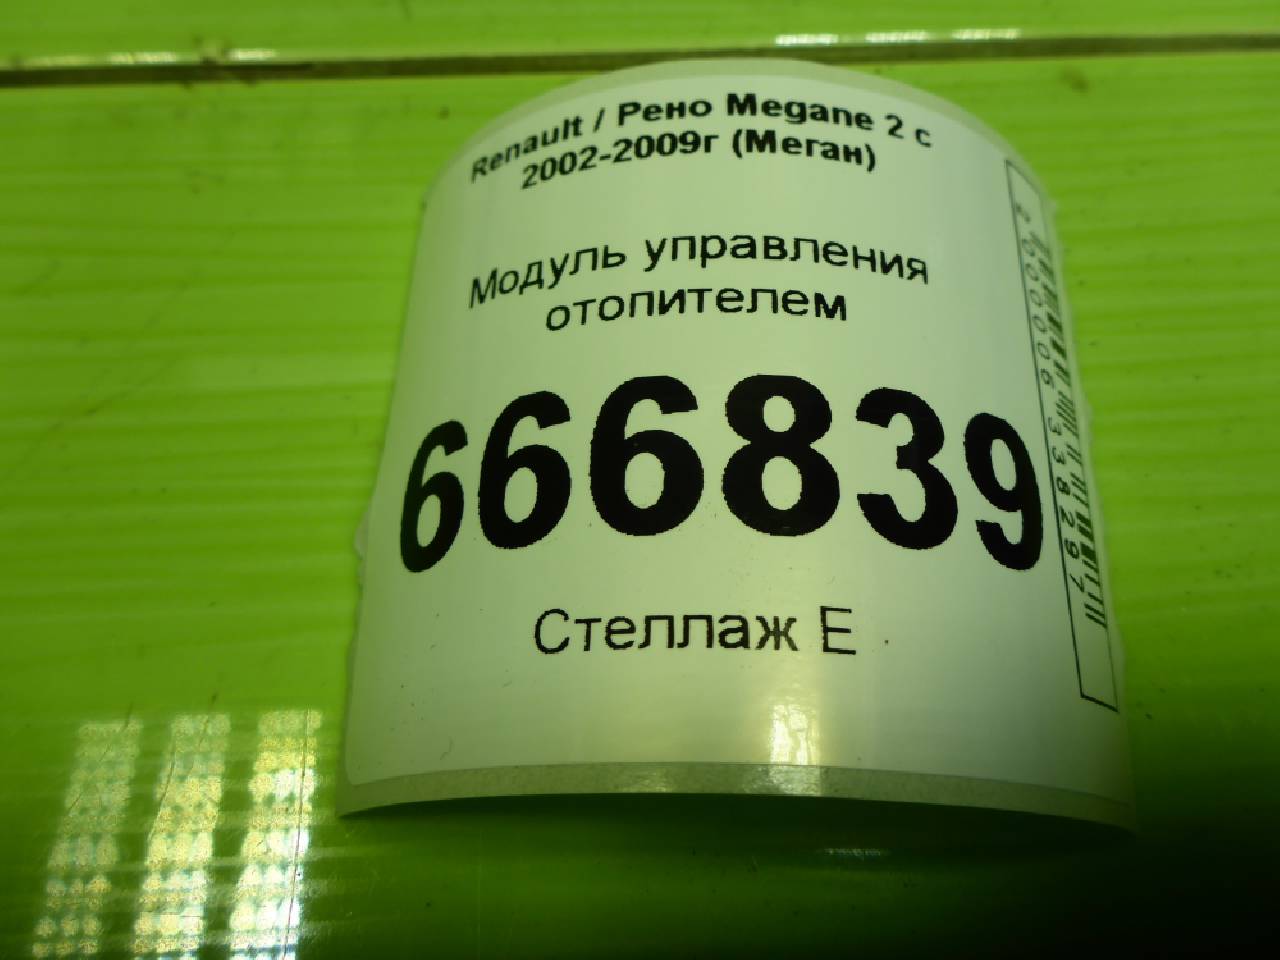 Renault / Рено Megane 2 с
2002-2009г (Меган)
Модуль управления
отопителем
666839
Стеллаж Е
2000006338297